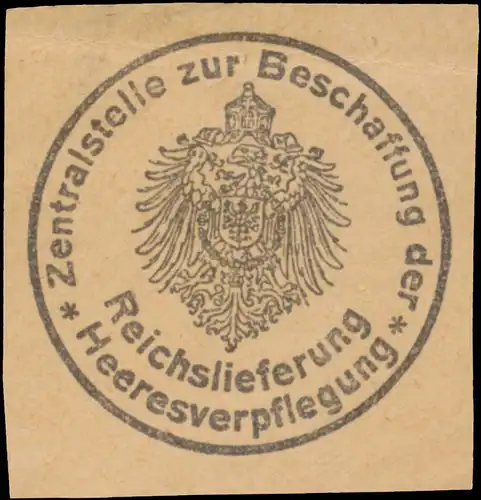 * Zentralstelle zur Beschaffung der *
Heeresverpflegung
Reichslieferung